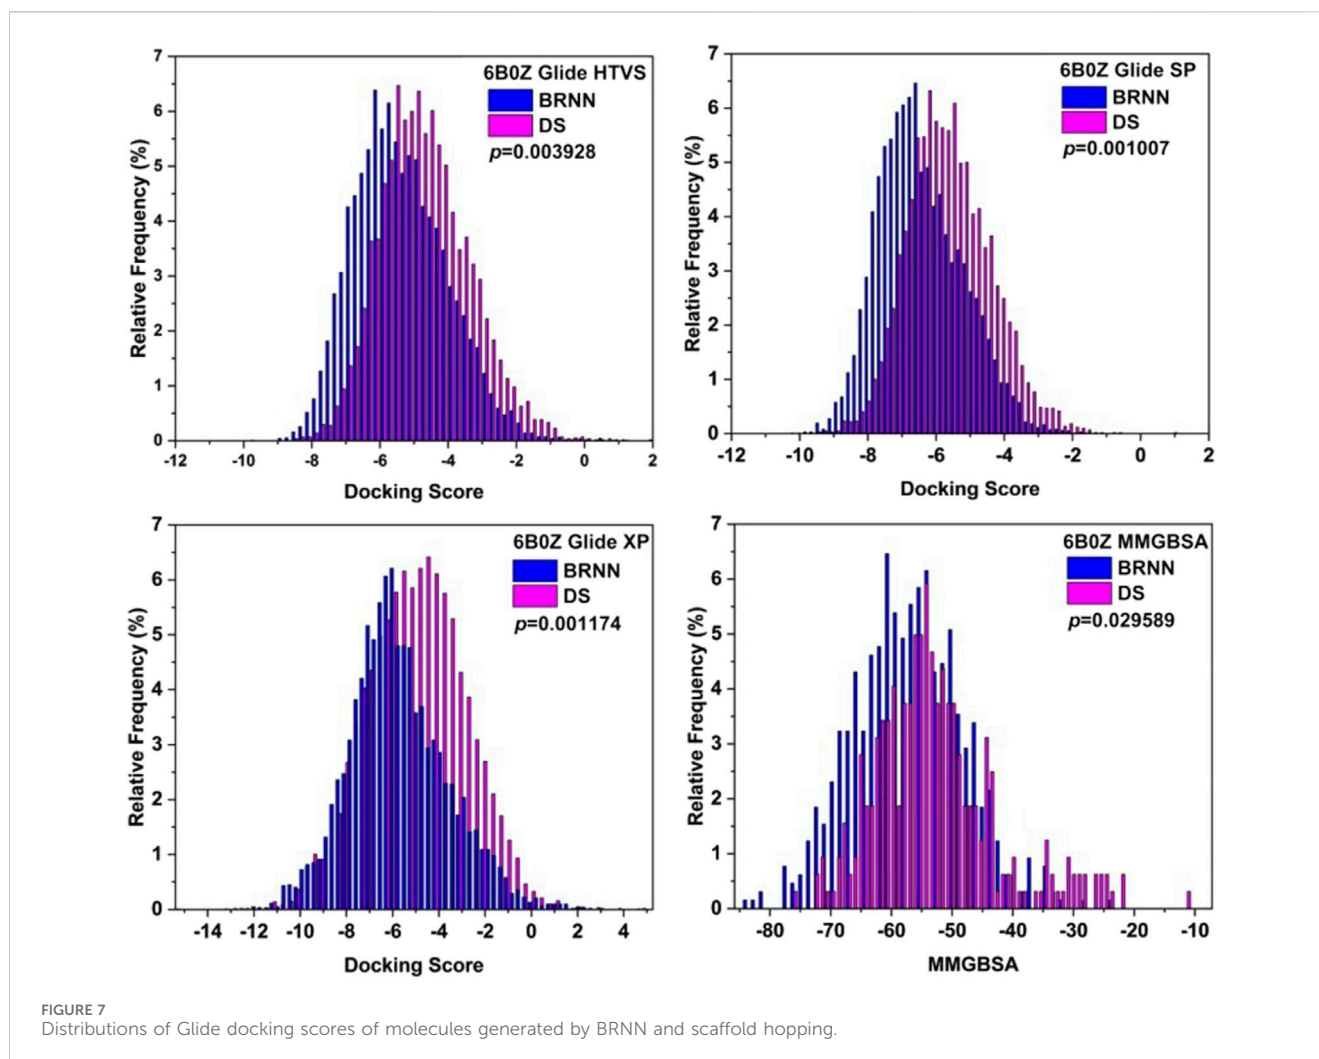 6B0Z Glide HTVS
BRNN
DS
p=0.003928
Relative Frequency (%)
7
6
5
4
3
2
1
0
-12 -10 -8 -6 -4 -2 0 2
Docking Score
6B0Z Glide SP
BRNN
DS
p=0.001007
Relative Frequency (%)
7
6
5
4
3
2
1
0
-12 -10 -8 -6 -4 -2 0 2
Docking Score
6B0Z Glide XP
BRNN
DS
p=0.001174
Relative Frequency (%)
7
6
5
4
3
2
1
0
-14 -12 -10 -8 -6 -4 -2 0 2 4
Docking Score
6B0Z MMGBSA
BRNN
DS
p=0.029589
Relative Frequency (%)
7
6
5
4
3
2
1
0
-80 -70 -60 -50 -40 -30 -20 -10
MMGBSA
FIGURE 7
Distributions of Glide docking scores of molecules generated by BRNN and scaffold hopping.